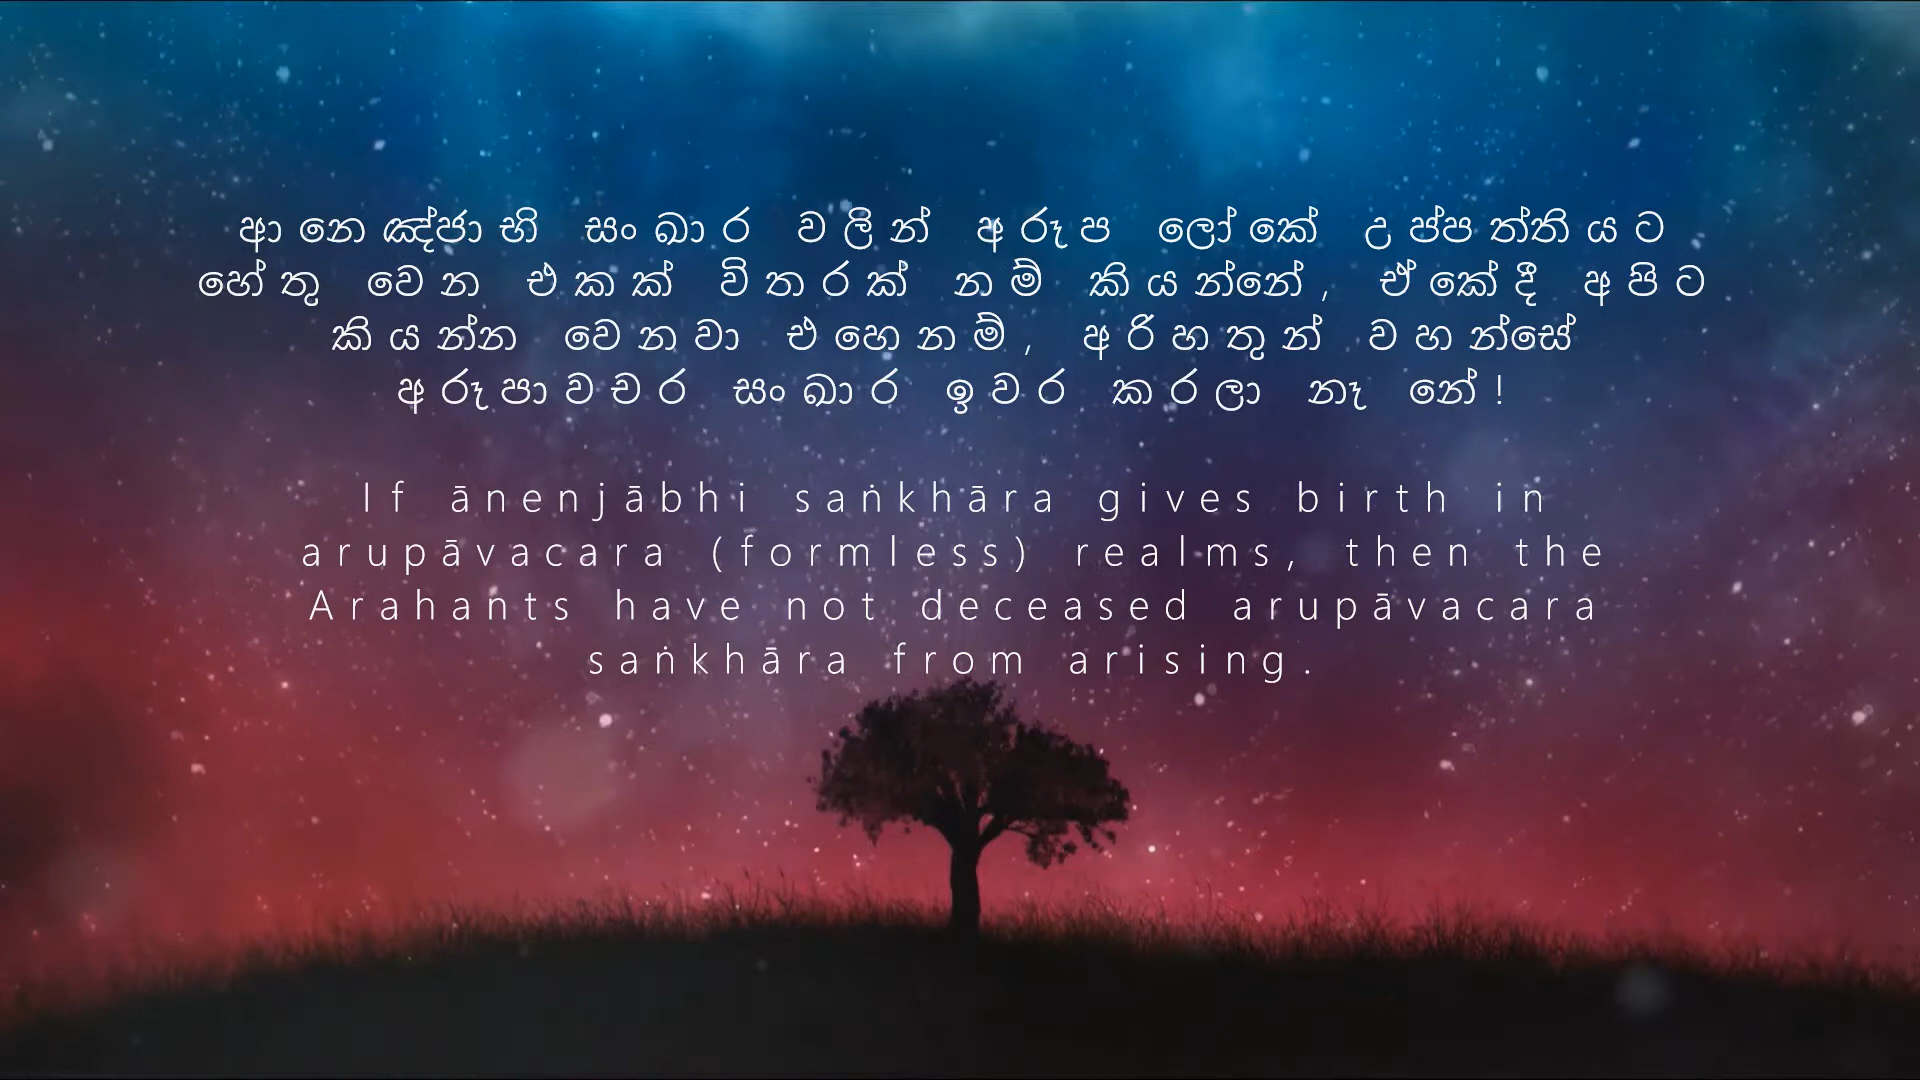 ආනෙඤ්ජාභි සංඛාර වලින් අරූප ලෝකේ උප්පත්තියට
හේතු වෙන එකක් විතරක් නම් කියන්නේ, ඒකේදී අපිට
කියන්න වෙනවා එහෙනම්, අරිහතුන් වහන්සේ
අරූපාවචර සංඛාර ඉවර කරලා නෑ නේ!
If ānenjābhi saṅkhāra gives birth in
arupāvacara (formless) realms, then the
Arahants have not deceased arupāvacara
saṅkhāra from arising.